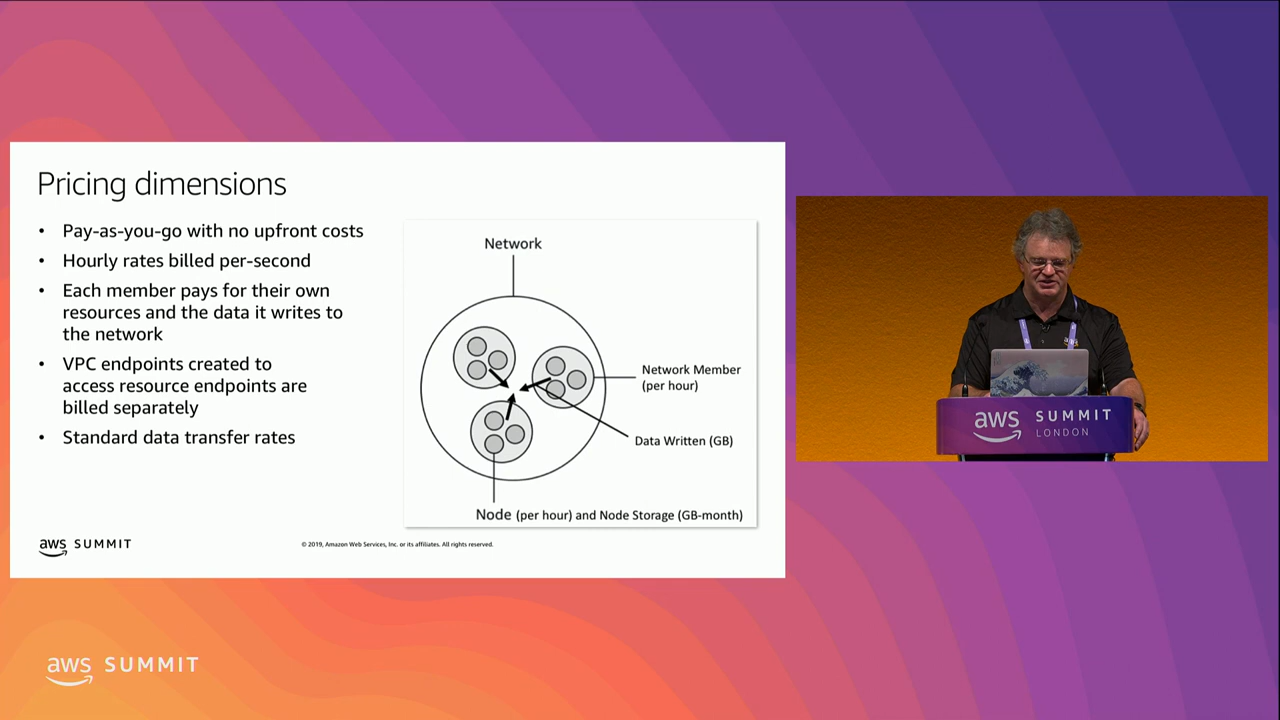 Pricing dimensions
• Pay-as-you-go with no upfront costs
• Hourly rates billed per-second
• Each member pays for their own
resources and the data it writes to
the network
• VPC endpoints created to
access resource endpoints are
billed separately
• Standard data transfer rates
Network
Network Member
(per hour)
Data Written (GB)
Node (per hour) and Node Storage (GB-month)
aws SUMMIT
© 2019, Amazon Web Services, Inc. or its affiliates. All rights reserved.
aws SUMMIT
LONDON
aws SUMMIT